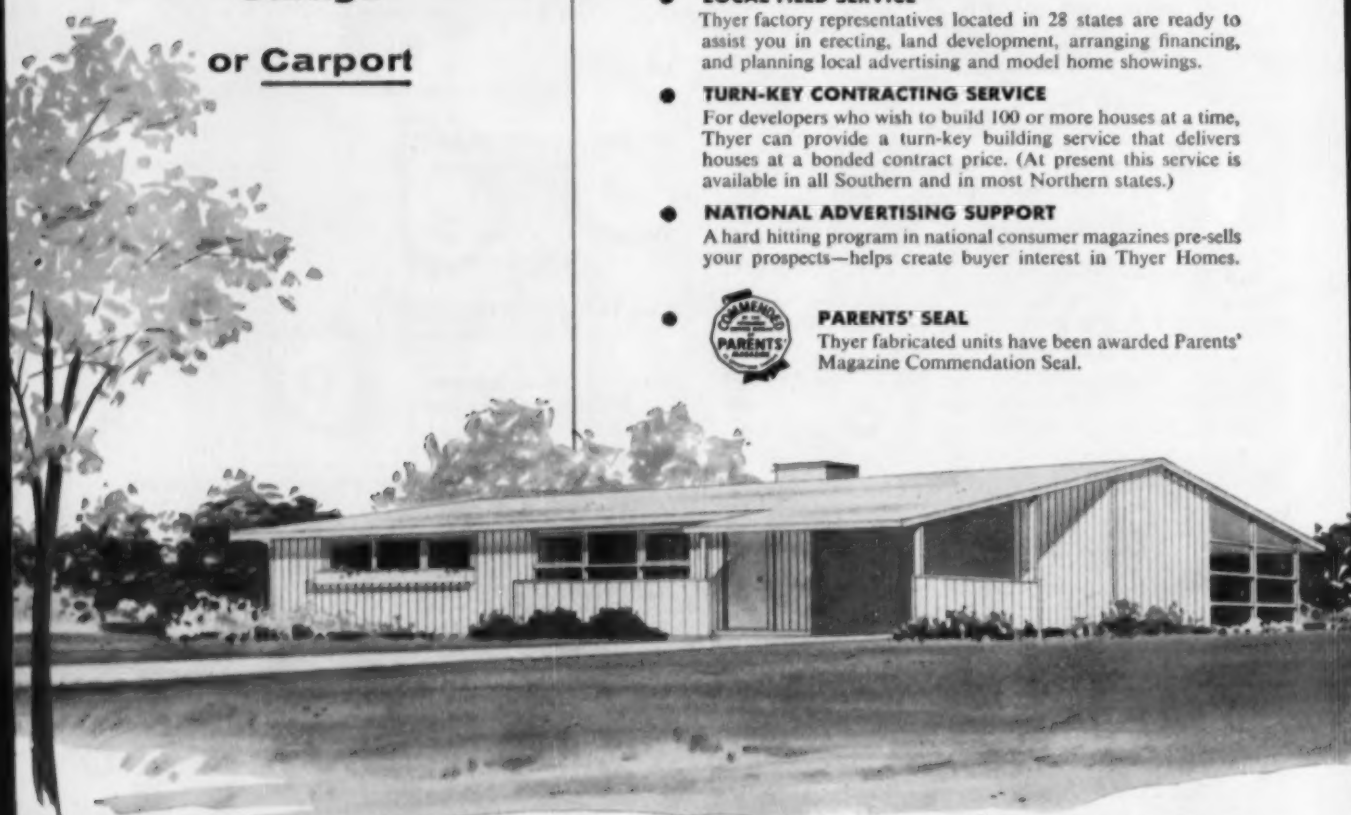 or Carport
Thyer factory representatives located in 28 states are ready to
assist you in erecting, land development, arranging financing,
and planning local advertising and model home showings.
● TURN-KEY CONTRACTING SERVICE
For developers who wish to build 100 or more houses at a time,
Thyer can provide a turn-key building service that delivers
houses at a bonded contract price. (At present this service is
available in all Southern and in most Northern states.)
● NATIONAL ADVERTISING SUPPORT
A hard hitting program in national consumer magazines pre-sells
your prospects—helps create buyer interest in Thyer Homes.
COMMENDED
PARENTS'
MAGAZINE
● PARENTS' SEAL
Thyer fabricated units have been awarded Parents'
Magazine Commendation Seal.